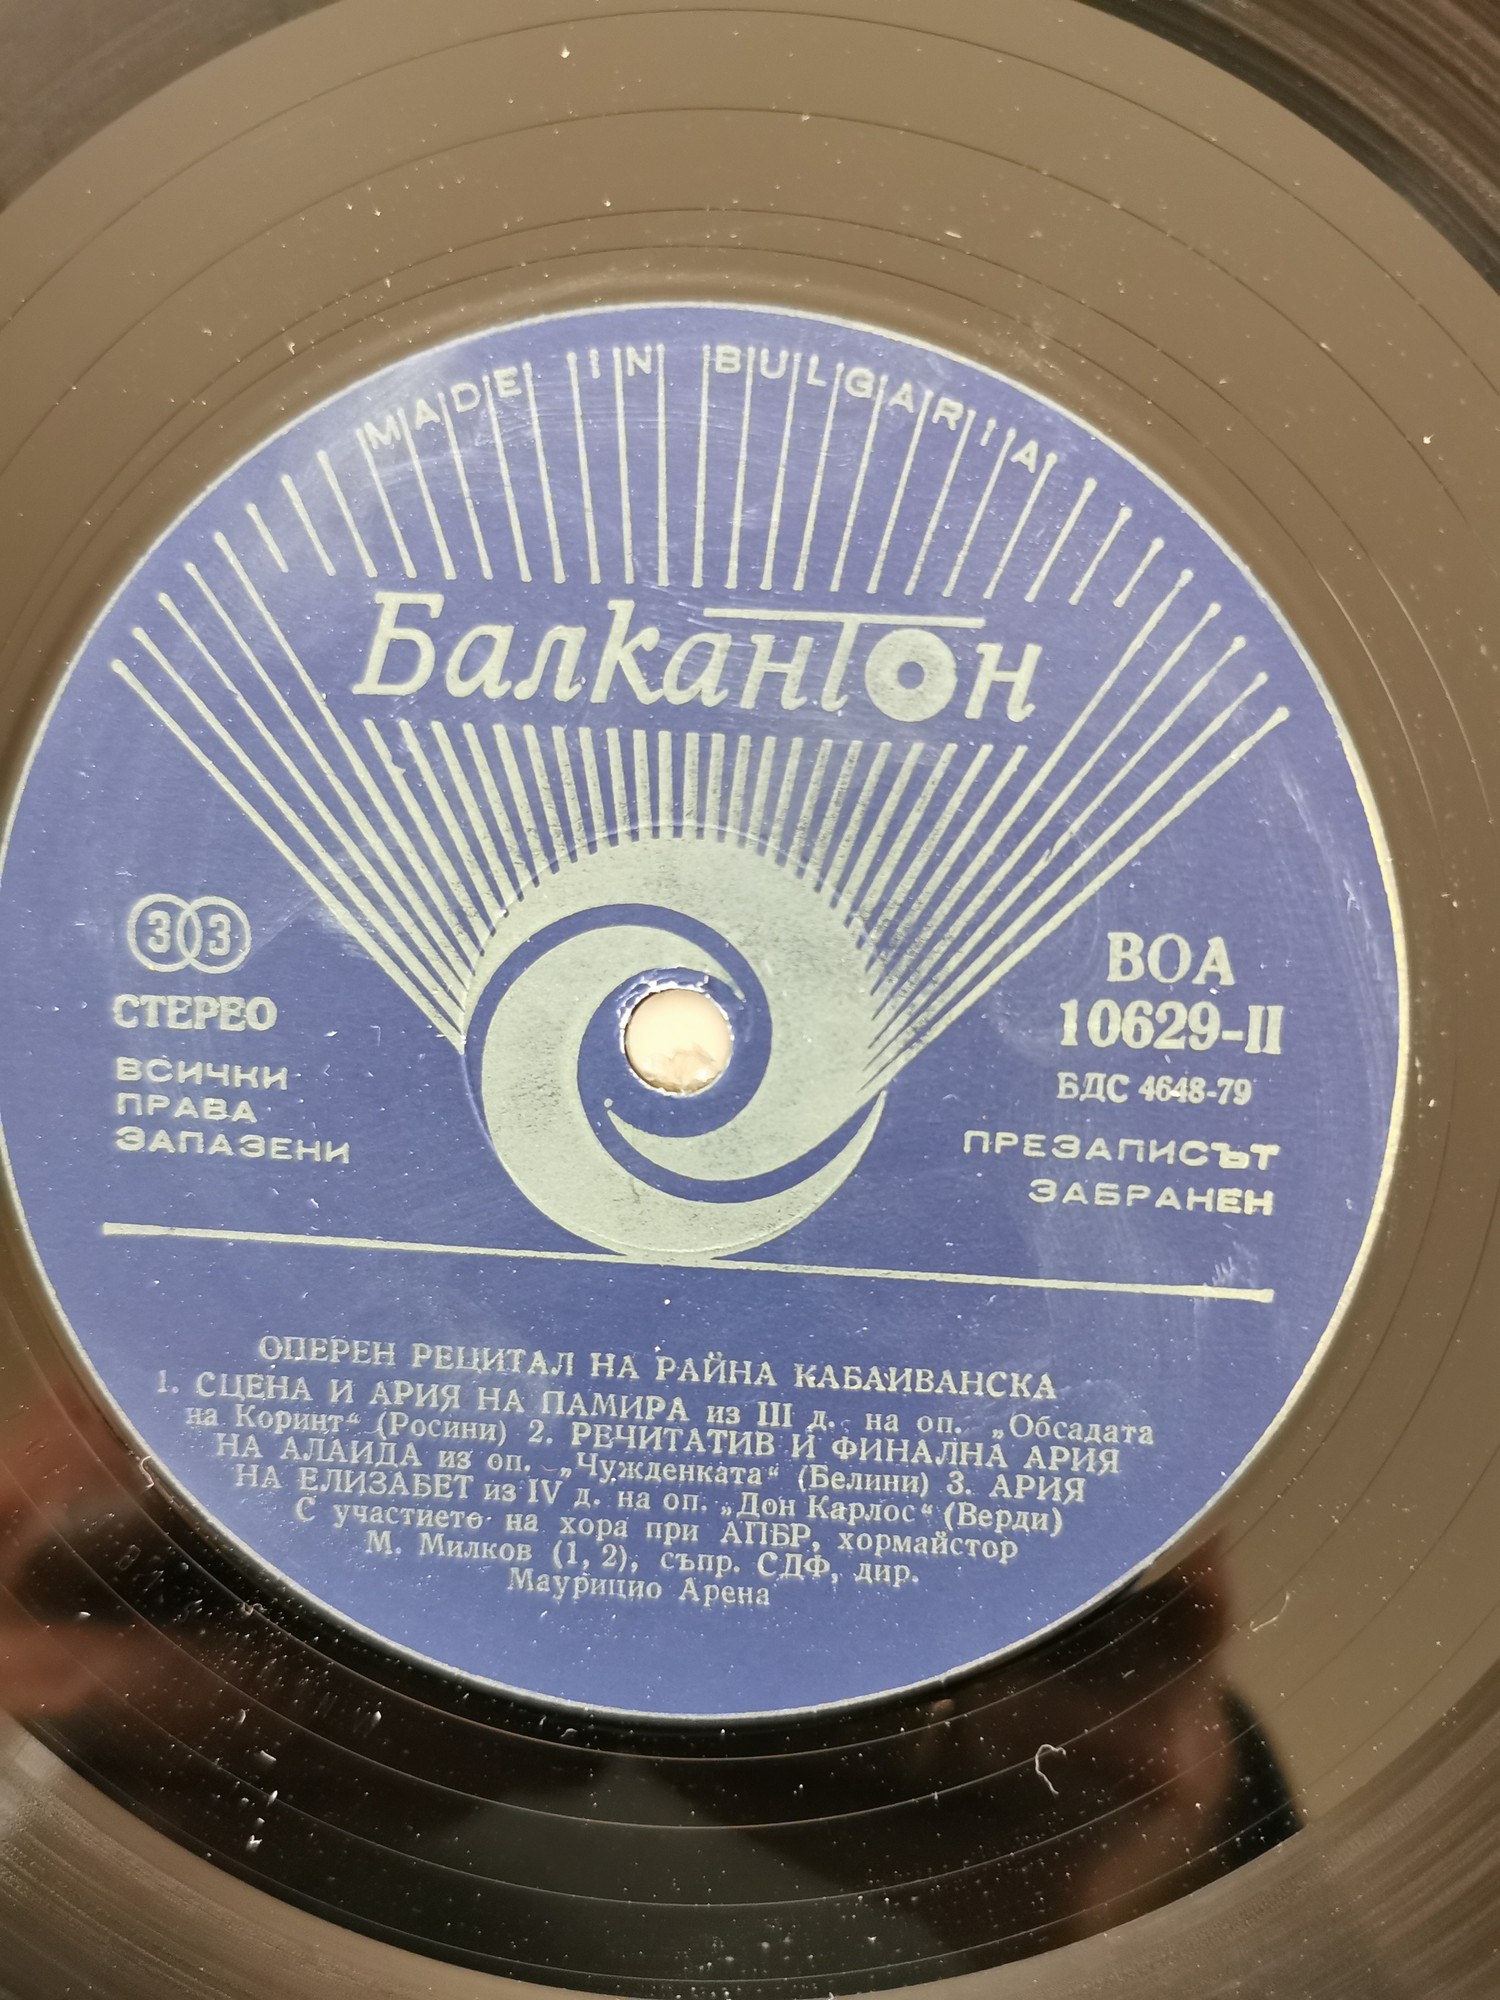 MADE IN BULGARIA
Балкантон
33
СТЕРЕО
ВСИЧКИ
ПРАВА
ЗАПАЗЕНИ
ВОА
10629-II
БДС 4648-79
ПРЕЗАПИСЪТ
ЗАБРАНЕН
ОПЕРЕН РЕЦИТАЛ НА РАЙНА КАБАИВАНСКА
1. СЦЕНА И АРИЯ НА ПАМИРА из III д. на оп. „Обсадата
на Коринт“ (Росини) 2. РЕЧИТАТИВ И ФИНАЛНА АРИЯ
НА АЛАИДА из оп. „Чужденката“ (Белини) 3. АРИЯ
НА ЕЛИЗАБЕТ из IV д. на оп. „Дон Карлос“ (Верди)
С участието на хора при АПБР, хормайстор
М. Милков (1, 2), съпр. СДФ, дир.
Маурицио Арена